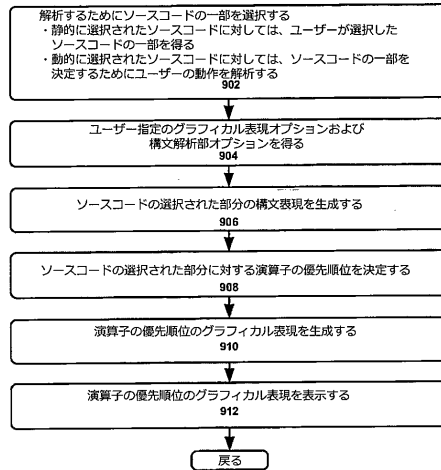 解析するためにソースコードの一部を選択する
・静的に選択されたソースコードに対しては、ユーザーが選択した
ソースコードの一部を得る
・動的に選択されたソースコードに対しては、ソースコードの一部を
決定するためにユーザーの動作を解析する
902
ユーザー指定のグラフィカル表現オプションおよび
構文解析部オプションを得る
904
ソースコードの選択された部分の構文表現を生成する
906
ソースコードの選択された部分に対する演算子の優先順位を決定する
908
演算子の優先順位のグラフィカル表現を生成する
910
演算子の優先順位のグラフィカル表現を表示する
912
戻る